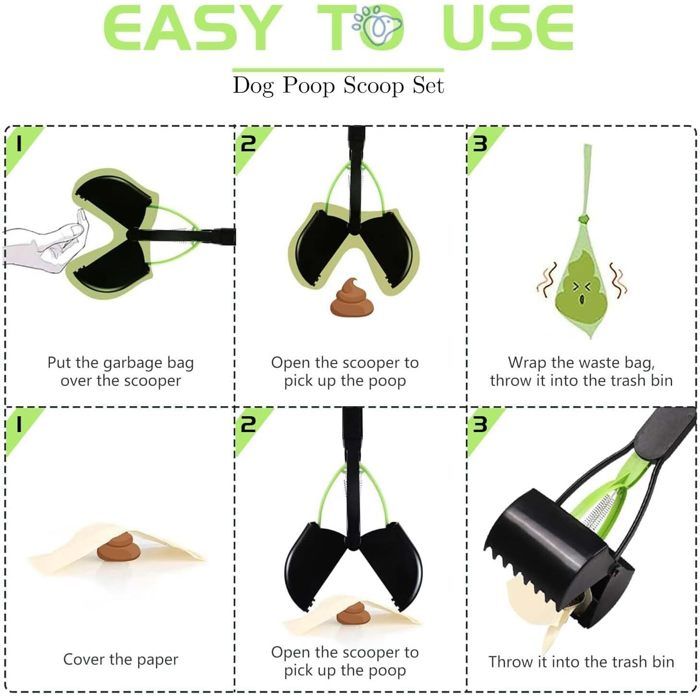 EASY TO USE
Dog Poop Scoop Set
1
2
3
Put the garbage bag
over the scooper
Open the scooper to
pick up the poop
Wrap the waste bag,
throw it into the trash bin
1
2
3
Cover the paper
Open the scooper to
pick up the poop
Throw it into the trash bin